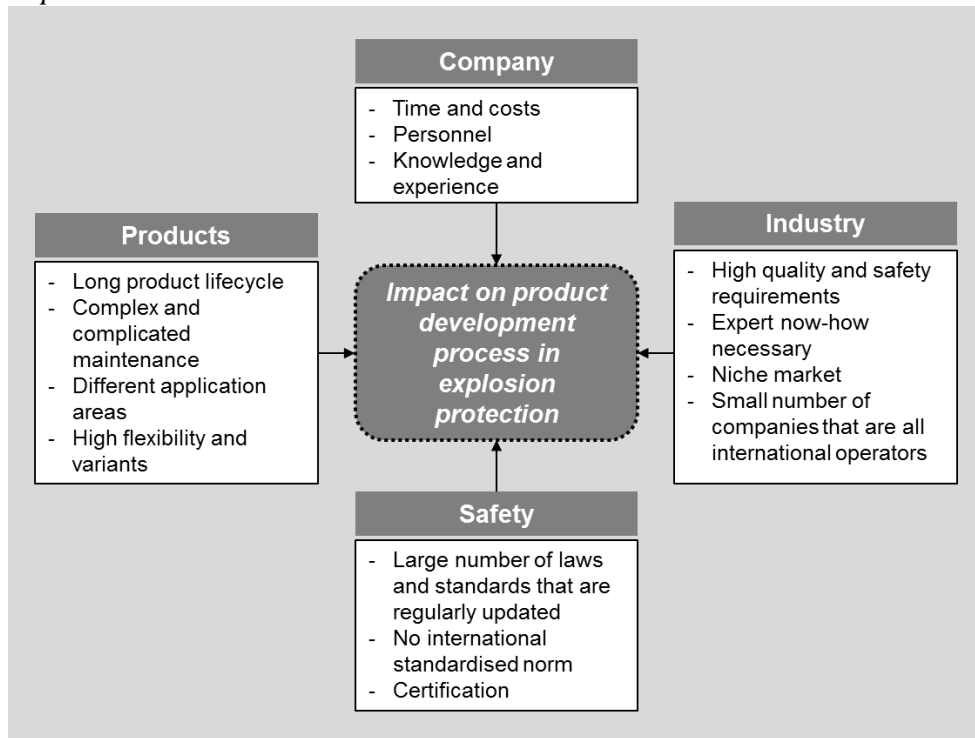 Company
- Time and costs
- Personnel
- Knowledge and
experience
Products
- Long product lifecycle
- Complex and
complicated
maintenance
- Different application
areas
- High flexibility and
variants
Impact on product
development
process in
explosion
protection
Industry
- High quality and safety
requirements
- Expert now-how
necessary
- Niche market
- Small number of
companies that are all
international operators
Safety
- Large number of laws
and standards that are
regularly updated
- No international
standardised norm
- Certification